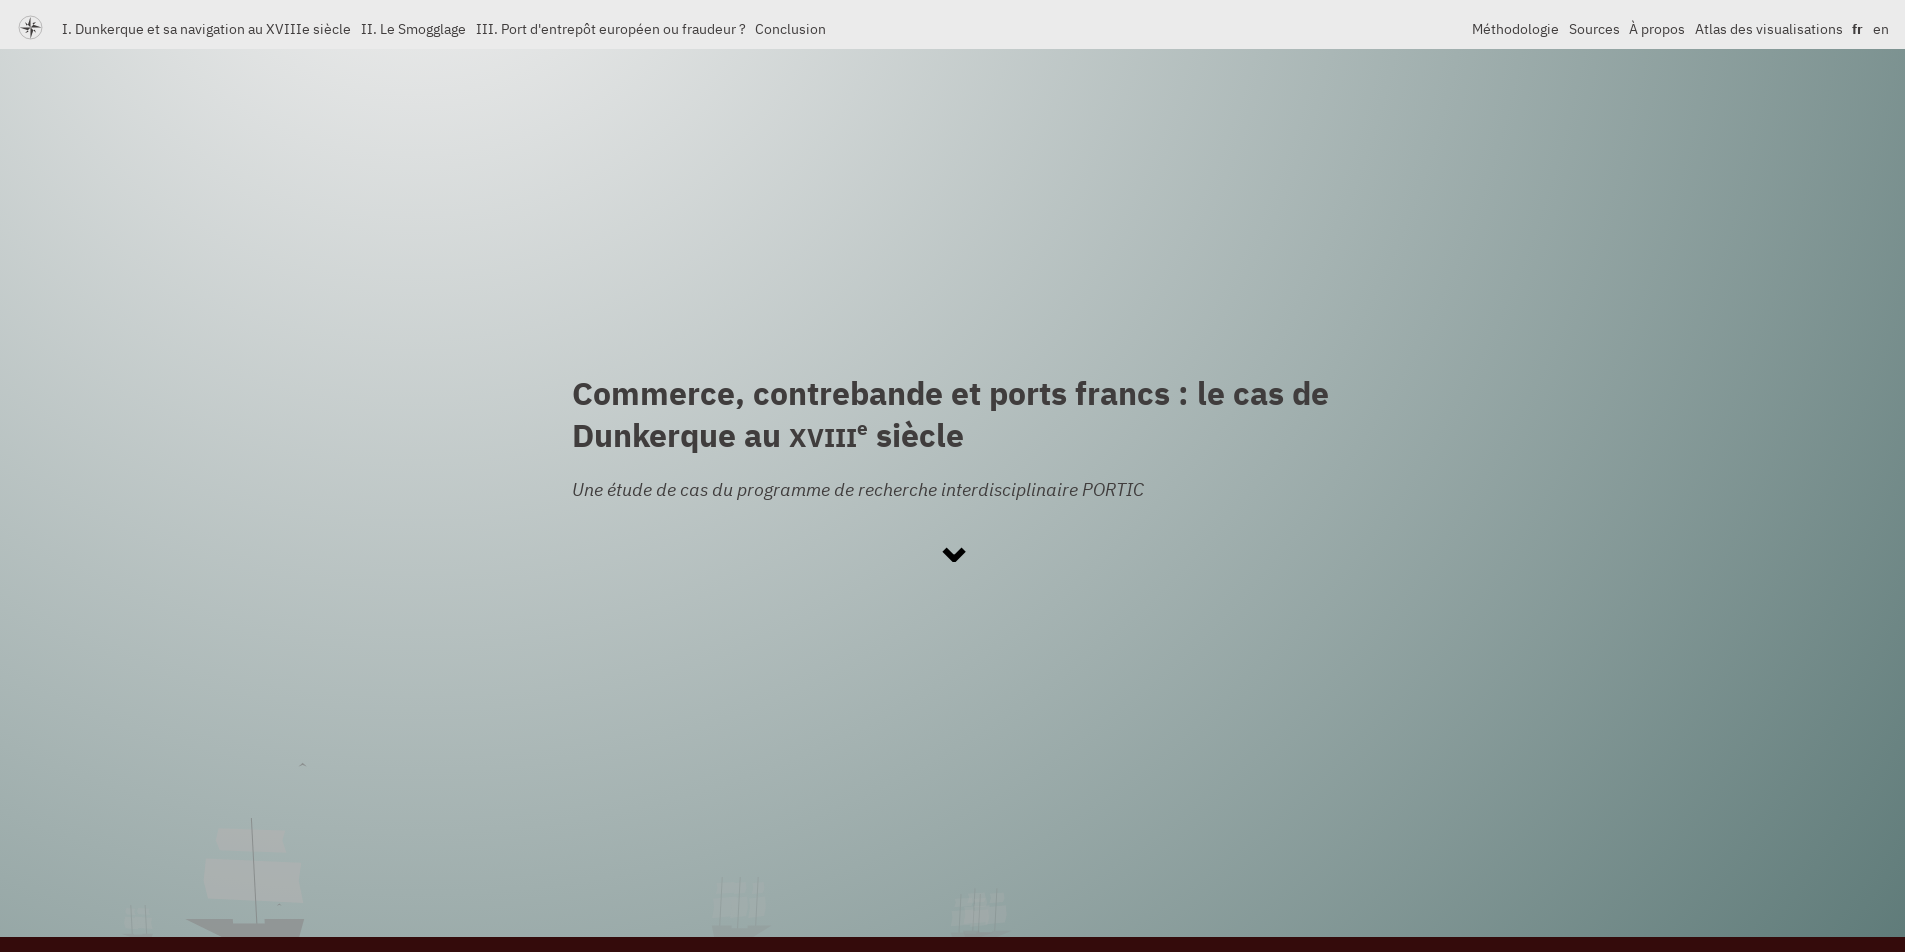 I. Dunkerque et sa navigation au XVIIIe siècle II. Le Smogglage III. Port d'entrepôt européen ou fraudeur ? Conclusion Méthodologie Sources À propos Atlas des visualisations fr en
Commerce, contrebande et ports francs : le cas de
Dunkerque au XVIIIe siècle
Une étude de cas du programme de recherche interdisciplinaire PORTIC